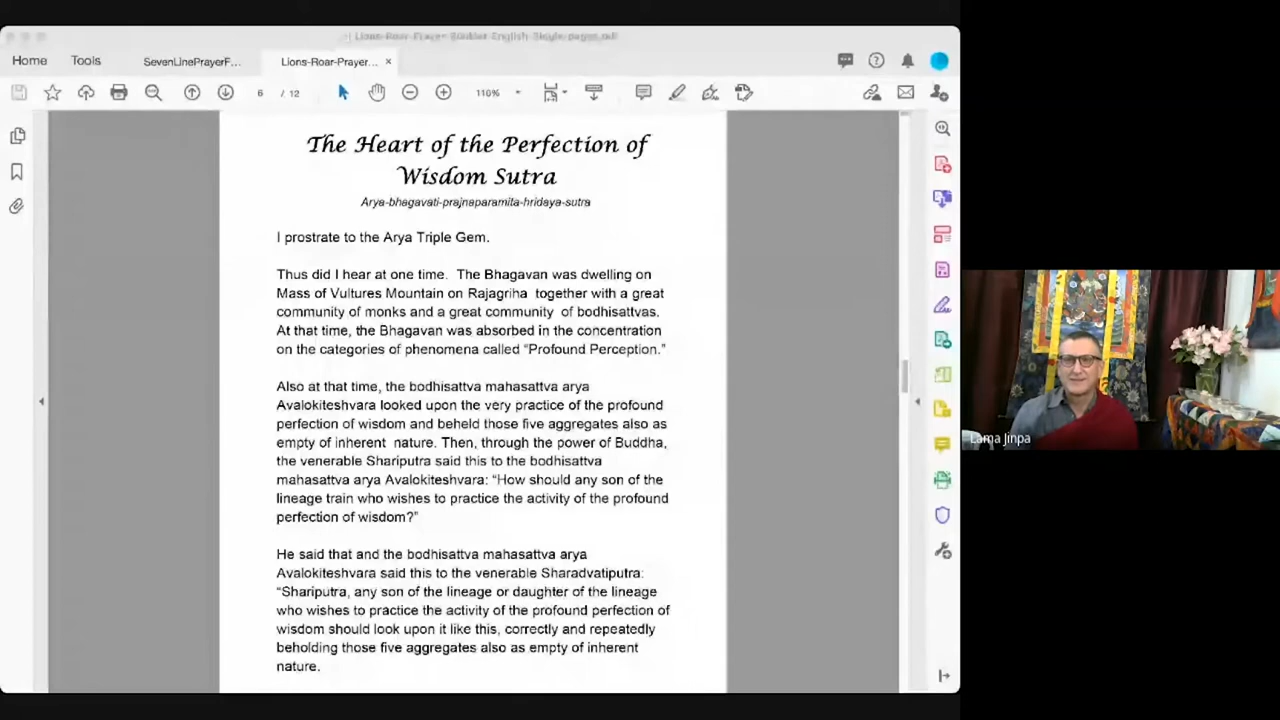 Lions-Roar-Prayer-Booklet-English-Single-pages.pdf
Home
Tools
SevenLinePrayerF...
Lions-Roar-Prayer... ×
6 / 12
110%
The Heart of the Perfection of
Wisdom Sutra
Arya-bhagavati-prajnaparamita-hridaya-sutra
I prostrate to the Arya Triple Gem.
Thus did I hear at one time. The Bhagavan was dwelling on
Mass of Vultures Mountain on Rajagriha together with a great
community of monks and a great community of bodhisattvas.
At that time, the Bhagavan was absorbed in the concentration
on the categories of phenomena called “Profound Perception.”
Also at that time, the bodhisattva mahasattva arya
Avalokiteshvara looked upon the very practice of the profound
perfection of wisdom and beheld those five aggregates also as
empty of inherent nature. Then, through the power of Buddha,
the venerable Shariputra said this to the bodhisattva
mahasattva arya Avalokiteshvara: “How should any son of the
lineage train who wishes to practice the activity of the profound
perfection of wisdom?”
He said that and the bodhisattva mahasattva arya
Avalokiteshvara said this to the venerable Sharadvatiputra:
“Shariputra, any son of the lineage or daughter of the lineage
who wishes to practice the activity of the profound perfection of
wisdom should look upon it like this, correctly and repeatedly
beholding those five aggregates also as empty of inherent
nature.
Lama Jinpa